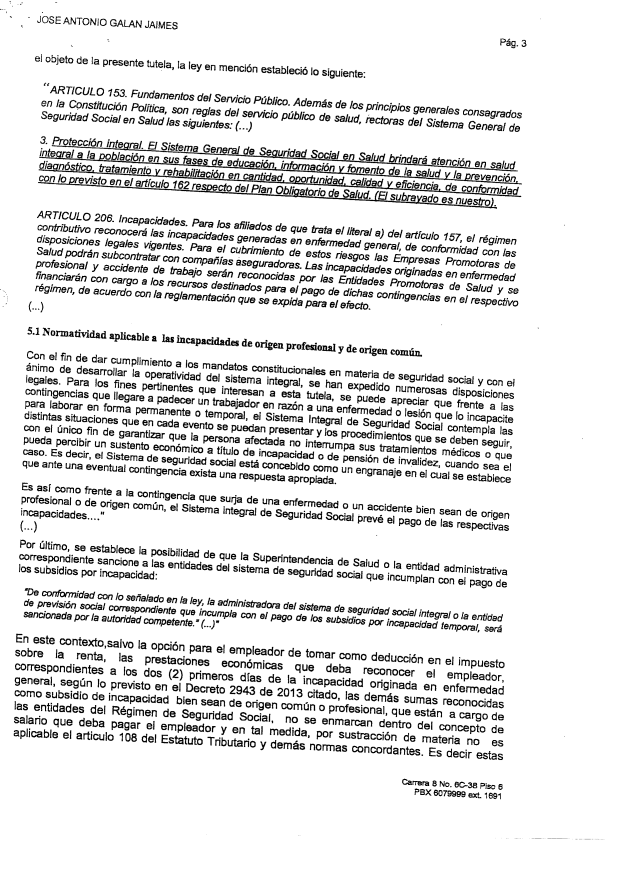 JOSE ANTONIO GALAN JAIMES
Pág. 3
el objeto de la presente tutela, la ley en mención estableció lo siguiente:
“ARTICULO 153. Fundamentos del Servicio Público. Además de los principios generales consagrados
en la Constitución Política, son reglas del servicio público de salud, rectoras del Sistema General de
Seguridad Social en Salud las siguientes: (...)
3. Protección integral. El Sistema General de Seguridad Social en Salud brindará atención en salud
integral a la población en sus fases de educación, información y fomento de la salud y la prevención,
diagnóstico, tratamiento y rehabilitación en cantidad, oportunidad, calidad y eficiencia, de conformidad
con lo previsto en el artículo 162 respecto del Plan Obligatorio de Salud. (El subrayado es nuestro).
ARTICULO 206. Incapacidades. Para los afiliados de que trata el literal a) del artículo 157, el régimen
contributivo reconocerá las incapacidades generadas en enfermedad general, de conformidad con las
disposiciones legales vigentes. Para el cubrimiento de estos riesgos las Empresas Promotoras de
Salud podrán subcontratar con compañías aseguradoras. Las incapacidades originadas en enfermedad
profesional y accidente de trabajo serán reconocidas por las Entidades Promotoras de Salud y se
financiarán con cargo a los recursos destinados para el pago de dichas contingencias en el respectivo
régimen, de acuerdo con la reglamentación que se expida para el efecto.
(...)
5.1 Normatividad aplicable a las incapacidades de origen profesional y de origen común.
Con el fin de dar cumplimiento a los mandatos constitucionales en materia de seguridad social y con el
ánimo de desarrollar la operatividad del sistema integral, se han expedido numerosas disposiciones
legales. Para los fines pertinentes que interesan a esta tutela, se puede apreciar que frente a las
contingencias que llegare a padecer un trabajador en razón a una enfermedad o lesión que lo incapacite
para laborar en forma permanente o temporal, el Sistema Integral de Seguridad Social contempla las
distintas situaciones que en cada evento se puedan presentar y los procedimientos que se deben seguir,
con el único fin de garantizar que la persona afectada no interrumpa sus tratamientos médicos o que
pueda percibir un sustento económico a título de incapacidad o de pensión de invalidez, cuando sea el
caso. Es decir, el Sistema de seguridad social está concebido como un engranaje en el cual se establece
que ante una eventual contingencia exista una respuesta apropiada.
Es así como frente a la contingencia que surja de una enfermedad o un accidente bien sean de origen
profesional o de origen común, el Sistema Integral de Seguridad Social prevé el pago de las respectivas
incapacidades....”
(...)
Por último, se establece la posibilidad de que la Superintendencia de Salud o la entidad administrativa
correspondiente sancione a las entidades del sistema de seguridad social que incumplan con el pago de
los subsidios por incapacidad:
"De conformidad con lo señalado en la ley, la administradora del sistema de seguridad social integral o la entidad
de previsión social correspondiente que incumpla con el pago de los subsidios por incapacidad temporal, será
sancionada por la autoridad competente." (...)"
En este contexto,salvo la opción para el empleador de tomar como deducción en el impuesto
sobre la renta, las prestaciones económicas que deba reconocer el empleador,
correspondientes a los dos (2) primeros días de la incapacidad originada en enfermedad
general, según lo previsto en el Decreto 2943 de 2013 citado, las demás sumas reconocidas
como subsidio de incapacidad bien sean de origen común o profesional, que están a cargo de
las entidades del Régimen de Seguridad Social, no se enmarcan dentro del concepto de
salario que deba pagar el empleador y en tal medida, por sustracción de materia no es
aplicable el articulo 108 del Estatuto Tributario y demás normas concordantes. Es decir estas
Carrera 8 No. 6C-38 Piso 6
PBX 6079999 ext. 1691